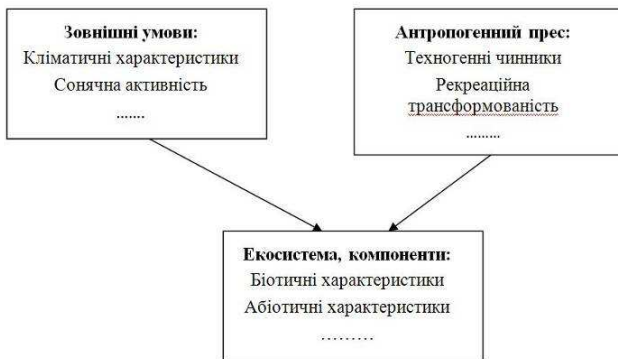 Зовнішні умови:
Кліматичні характеристики
Сонячна активність
.......
Антропогенний прес:
Техногенні чинники
Рекреаційна
трансформованість
.........
Екосистема, компоненти:
Біотичні характеристики
Абіотичні характеристики
.........